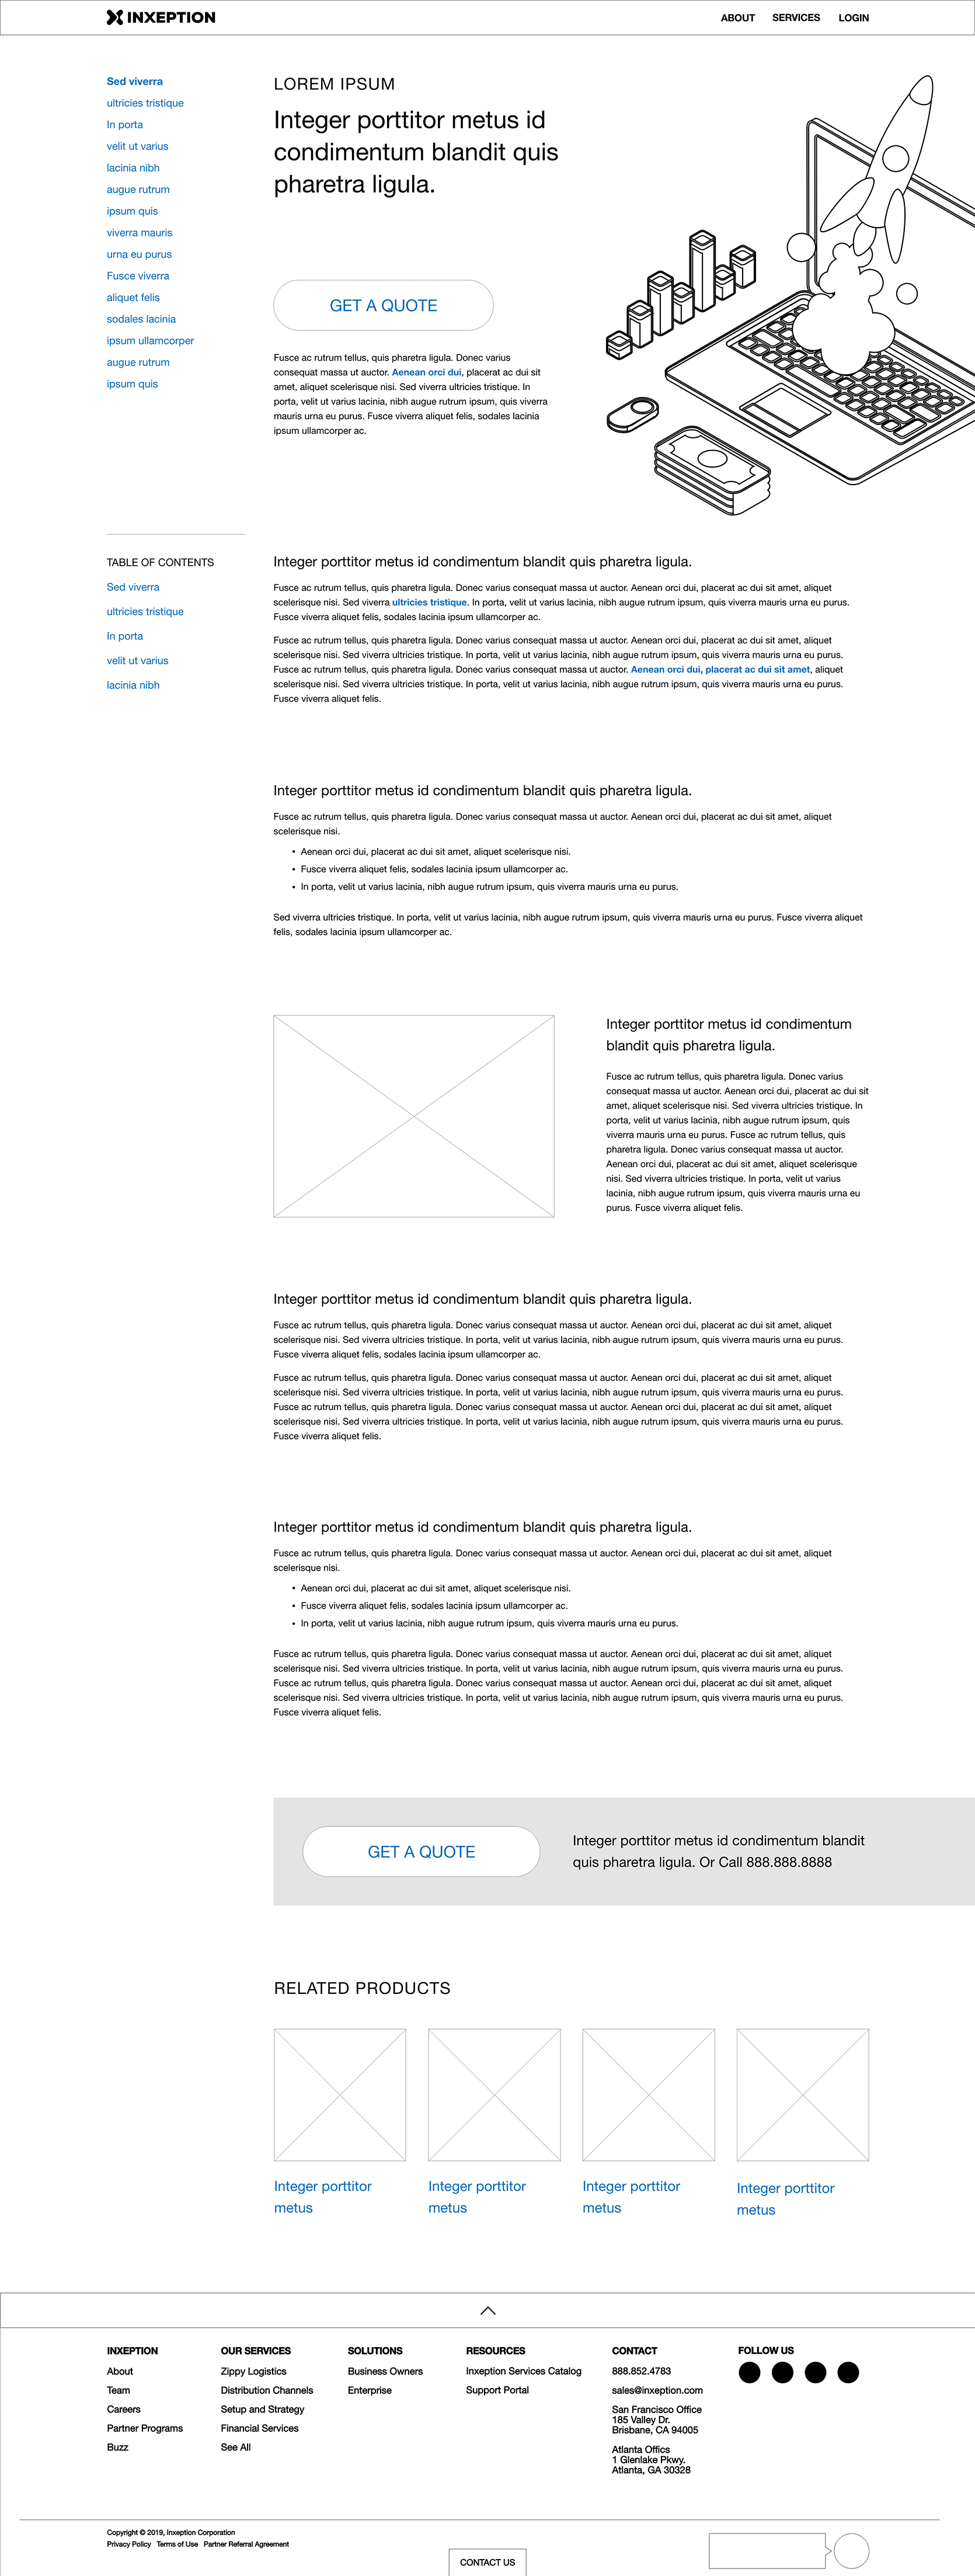 INXEPTION
ABOUT SERVICES LOGIN
Sed viverra
ultricies tristique
In porta
velit ut varius
lacinia nibh
augue rutrum
ipsum quis
viverra mauris
urna eu purus
Fusce viverra
aliquet felis
sodales lacinia
ipsum ullamcorper
augue rutrum
ipsum quis
LOREM IPSUM
Integer porttitor metus id
condimentum blandit quis
pharetra ligula.
GET A QUOTE
Fusce ac rutrum tellus, quis pharetra ligula. Donec varius
consequat massa ut auctor. Aenean orci dui, placerat ac dui sit
amet, aliquet scelerisque nisi. Sed viverra ultricies tristique. In
porta, velit ut varius lacinia, nibh augue rutrum ipsum, quis viverra
mauris urna eu purus. Fusce viverra aliquet felis, sodales lacinia
ipsum ullamcorper ac.
TABLE OF CONTENTS
Sed viverra
ultricies tristique
In porta
velit ut varius
lacinia nibh
Integer porttitor metus id condimentum blandit quis pharetra ligula.
Fusce ac rutrum tellus, quis pharetra ligula. Donec varius consequat massa ut auctor. Aenean orci dui, placerat ac dui sit amet, aliquet
scelerisque nisi. Sed viverra ultricies tristique. In porta, velit ut varius lacinia, nibh augue rutrum ipsum, quis viverra mauris urna eu purus.
Fusce viverra aliquet felis, sodales lacinia ipsum ullamcorper ac.
Fusce ac rutrum tellus, quis pharetra ligula. Donec varius consequat massa ut auctor. Aenean orci dui, placerat ac dui sit amet, aliquet
scelerisque nisi. Sed viverra ultricies tristique. In porta, velit ut varius lacinia, nibh augue rutrum ipsum, quis viverra mauris urna eu purus.
Fusce ac rutrum tellus, quis pharetra ligula. Donec varius consequat massa ut auctor. Aenean orci dui, placerat ac dui sit amet, aliquet
scelerisque nisi. Sed viverra ultricies tristique. In porta, velit ut varius lacinia, nibh augue rutrum ipsum, quis viverra mauris urna eu purus.
Fusce viverra aliquet felis.
Integer porttitor metus id condimentum blandit quis pharetra ligula.
Fusce ac rutrum tellus, quis pharetra ligula. Donec varius consequat massa ut auctor. Aenean orci dui, placerat ac dui sit amet, aliquet
scelerisque nisi.
• Aenean orci dui, placerat ac dui sit amet, aliquet scelerisque nisi.
• Fusce viverra aliquet felis, sodales lacinia ipsum ullamcorper ac.
• In porta, velit ut varius lacinia, nibh augue rutrum ipsum, quis viverra mauris urna eu purus.
Sed viverra ultricies tristique. In porta, velit ut varius lacinia, nibh augue rutrum ipsum, quis viverra mauris urna eu purus. Fusce viverra aliquet
felis, sodales lacinia ipsum ullamcorper ac.
Integer porttitor metus id condimentum
blandit quis pharetra ligula.
Fusce ac rutrum tellus, quis pharetra ligula. Donec varius
consequat massa ut auctor. Aenean orci dui, placerat ac dui sit
amet, aliquet scelerisque nisi. Sed viverra ultricies tristique. In
porta, velit ut varius lacinia, nibh augue rutrum ipsum, quis
viverra mauris urna eu purus. Fusce ac rutrum tellus, quis
pharetra ligula. Donec varius consequat massa ut auctor.
Aenean orci dui, placerat ac dui sit amet, aliquet scelerisque
nisi. Sed viverra ultricies tristique. In porta, velit ut varius
lacinia, nibh augue rutrum ipsum, quis viverra mauris urna eu
purus. Fusce viverra aliquet felis.
Integer porttitor metus id condimentum blandit quis pharetra ligula.
Fusce ac rutrum tellus, quis pharetra ligula. Donec varius consequat massa ut auctor. Aenean orci dui, placerat ac dui sit amet, aliquet
scelerisque nisi. Sed viverra ultricies tristique. In porta, velit ut varius lacinia, nibh augue rutrum ipsum, quis viverra mauris urna eu purus.
Fusce viverra aliquet felis, sodales lacinia ipsum ullamcorper ac.
Fusce ac rutrum tellus, quis pharetra ligula. Donec varius consequat massa ut auctor. Aenean orci dui, placerat ac dui sit amet, aliquet
scelerisque nisi. Sed viverra ultricies tristique. In porta, velit ut varius lacinia, nibh augue rutrum ipsum, quis viverra mauris urna eu purus.
Fusce ac rutrum tellus, quis pharetra ligula. Donec varius consequat massa ut auctor. Aenean orci dui, placerat ac dui sit amet, aliquet
scelerisque nisi. Sed viverra ultricies tristique. In porta, velit ut varius lacinia, nibh augue rutrum ipsum, quis viverra mauris urna eu purus.
Fusce viverra aliquet felis.
Integer porttitor metus id condimentum blandit quis pharetra ligula.
Fusce ac rutrum tellus, quis pharetra ligula. Donec varius consequat massa ut auctor. Aenean orci dui, placerat ac dui sit amet, aliquet
scelerisque nisi.
• Aenean orci dui, placerat ac dui sit amet, aliquet scelerisque nisi.
• Fusce viverra aliquet felis, sodales lacinia ipsum ullamcorper ac.
• In porta, velit ut varius lacinia, nibh augue rutrum ipsum, quis viverra mauris urna eu purus.
Fusce ac rutrum tellus, quis pharetra ligula. Donec varius consequat massa ut auctor. Aenean orci dui, placerat ac dui sit amet, aliquet
scelerisque nisi. Sed viverra ultricies tristique. In porta, velit ut varius lacinia, nibh augue rutrum ipsum, quis viverra mauris urna eu purus.
Fusce ac rutrum tellus, quis pharetra ligula. Donec varius consequat massa ut auctor. Aenean orci dui, placerat ac dui sit amet, aliquet
scelerisque nisi. Sed viverra ultricies tristique. In porta, velit ut varius lacinia, nibh augue rutrum ipsum, quis viverra mauris urna eu purus.
Fusce viverra aliquet felis.
GET A QUOTE
Integer porttitor metus id condimentum blandit
quis pharetra ligula. Or Call 888.888.8888
RELATED PRODUCTS
Integer porttitor
metus
Integer porttitor
metus
Integer porttitor
metus
Integer porttitor
metus
INXEPTION
About
Team
Careers
Partner Programs
Buzz
OUR SERVICES
Zippy Logistics
Distribution Channels
Setup and Strategy
Financial Services
See All
SOLUTIONS
Business Owners
Enterprise
RESOURCES
Inxeption Services Catalog
Support Portal
CONTACT
888.852.4783
sales@inxeption.com
San Francisco Office
185 Valley Dr.
Brisbane, CA 94005
Atlanta Offics
1 Glenlake Pkwy.
Atlanta, GA 30328
FOLLOW US
Copyright © 2019, Inxeption Corporation
Privacy Policy Terms of Use Partner Referral Agreement
CONTACT US